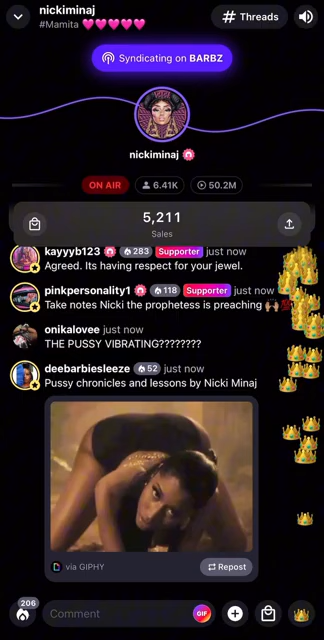 nickiminaj
#Mamita 💗💗💗💗💗
# Threads
Syndicating on BARBZ
nickiminaj
ON AIR
6.41K
50.2M
5,211
Sales
kayyyb123 283 Supporter just now
Agreed. Its having respect for your jewel.
pinkpersonality1 118 Supporter just now
Take notes Nicki the prophetess is preaching 🙌🏽💯
onikalovee just now
THE PUSSY VIBRATING????????
deebarbiesleeze 52 just now
Pussy chronicles and lessons by Nicki Minaj
via GIPHY
Repost
206
Comment
GIF